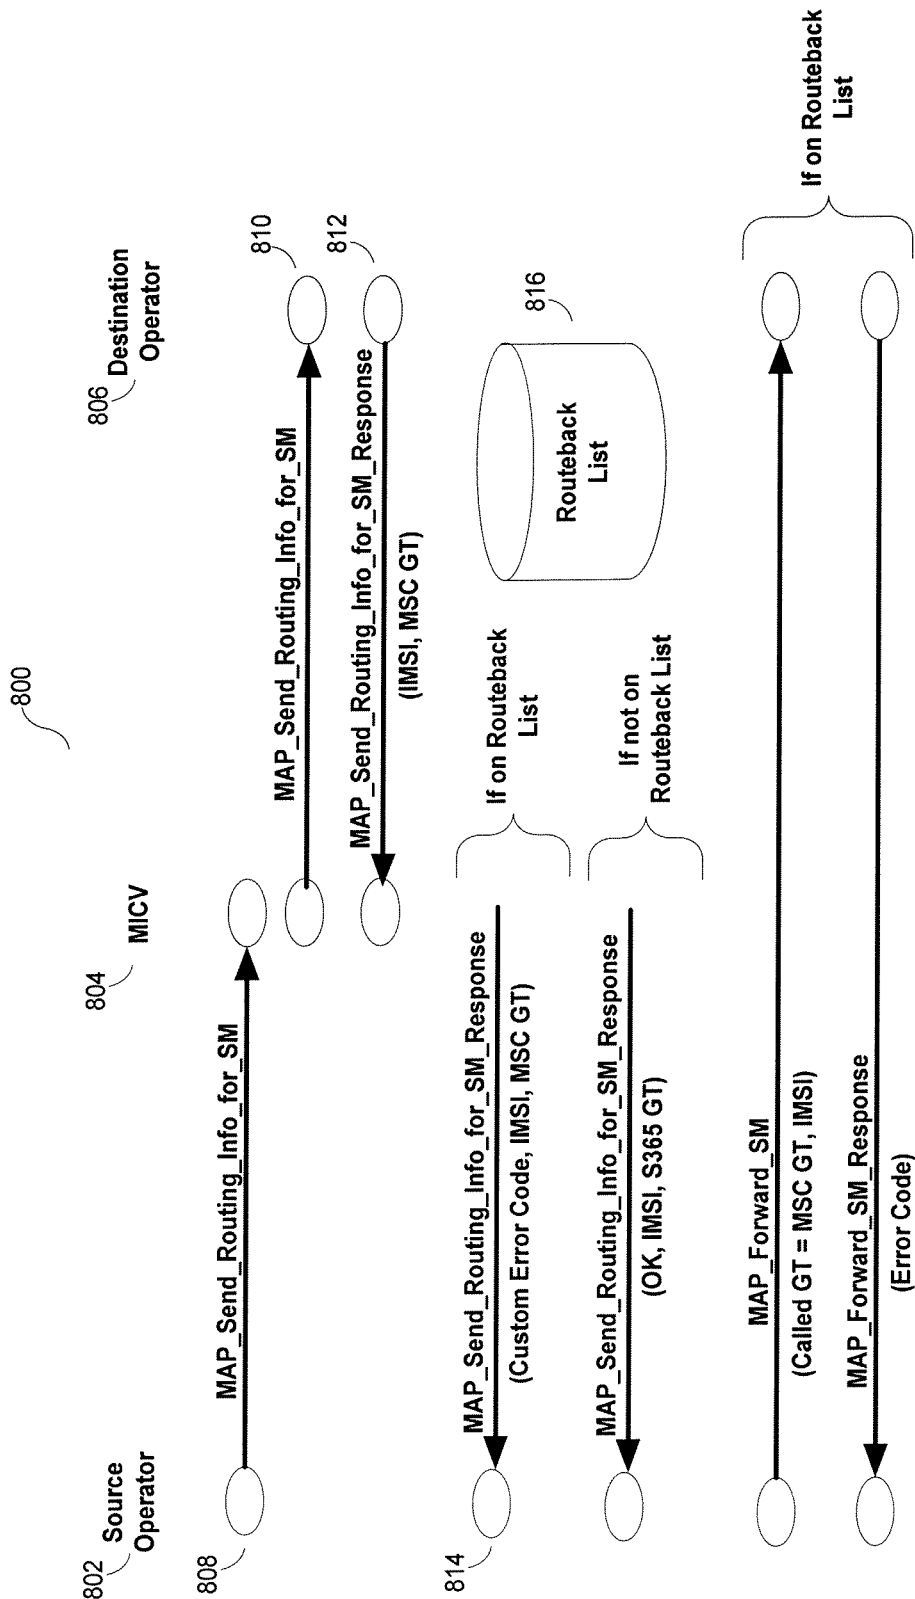 800
802
Source
Operator
804
MICV
806
Destination
Operator
808
MAP_Send_Routing_Info_for_SM
MAP_Send_Routing_Info_for_SM
810
MAP_Send_Routing_Info_for_SM_Response
(IMSI, MSC GT)
812
814
MAP_Send_Routing_Info_for_SM_Response
(Custom Error Code, IMSI, MSC GT)
If on Routeback
List
Routeback
List
816
MAP_Send_Routing_Info_for_SM_Response
(OK, IMSI, S365 GT)
If not on
Routeback List
MAP_Forward_SM
(Called GT = MSC GT, IMSI)
MAP_Forward_SM_Response
(Error Code)
If on Routeback
List